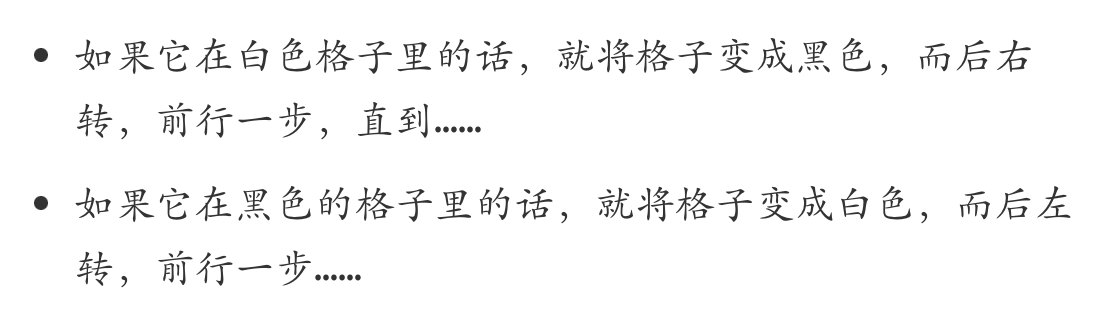 • 如果它在白色格子里的话，就将格子变成黑色，而后右
转，前行一步，直到……
• 如果它在黑色的格子里的话，就将格子变成白色，而后左
转，前行一步……